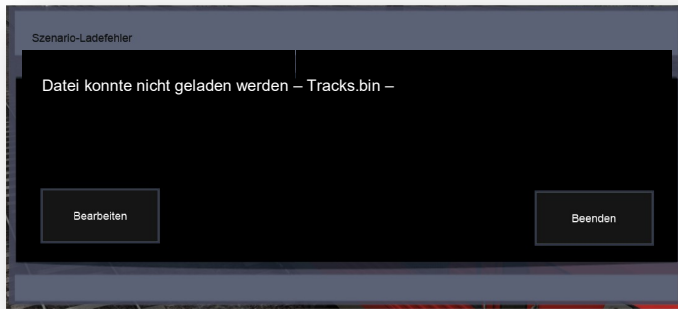 Szenario-Ladefehler
Datei konnte nicht geladen werden – Tracks.bin –
Bearbeiten
Beenden